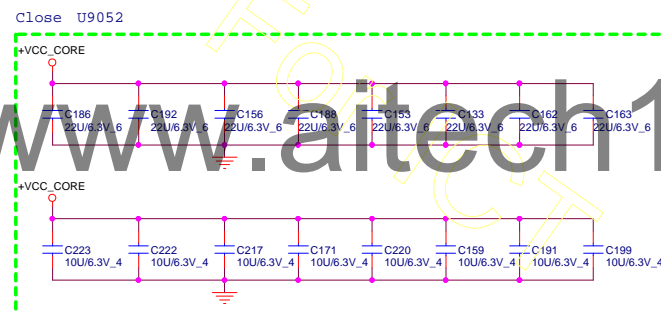 Close U9052
+VCC_CORE
C186 C192 C156 C188 C153 C133 C162 C163
22U/6.3V_6 22U/6.3V_6 22U/6.3V_6 22U/6.3V_6 22U/6.3V_6 22U/6.3V_6 22U/6.3V_6 22U/6.3V_6
www.aitech1
+VCC_CORE
C223 C222 C217 C171 C220 C159 C191 C199
10U/6.3V_4 10U/6.3V_4 10U/6.3V_4 10U/6.3V_4 10U/6.3V_4 10U/6.3V_4 10U/6.3V_4 10U/6.3V_4